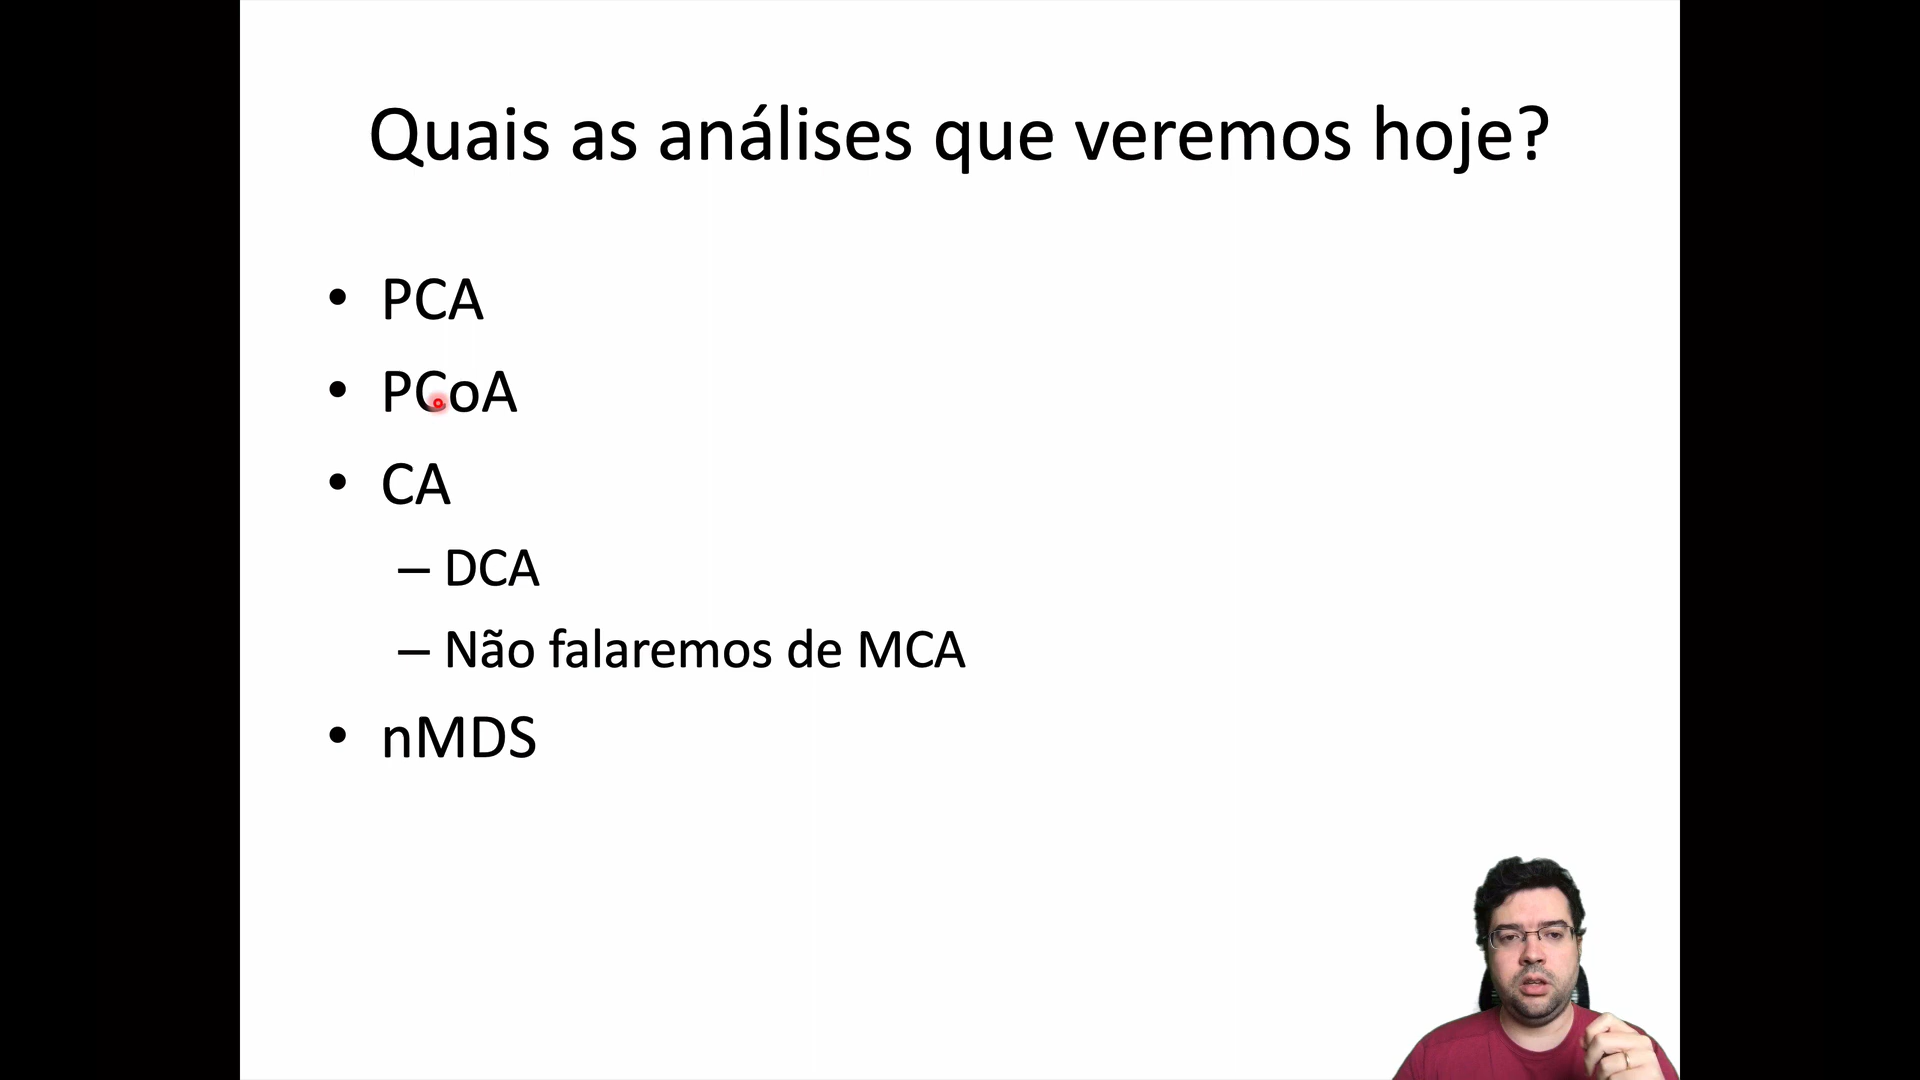 Quais as análises que veremos hoje?
• PCA
• PCoA
• CA
– DCA
– Não falaremos de MCA
• nMDS